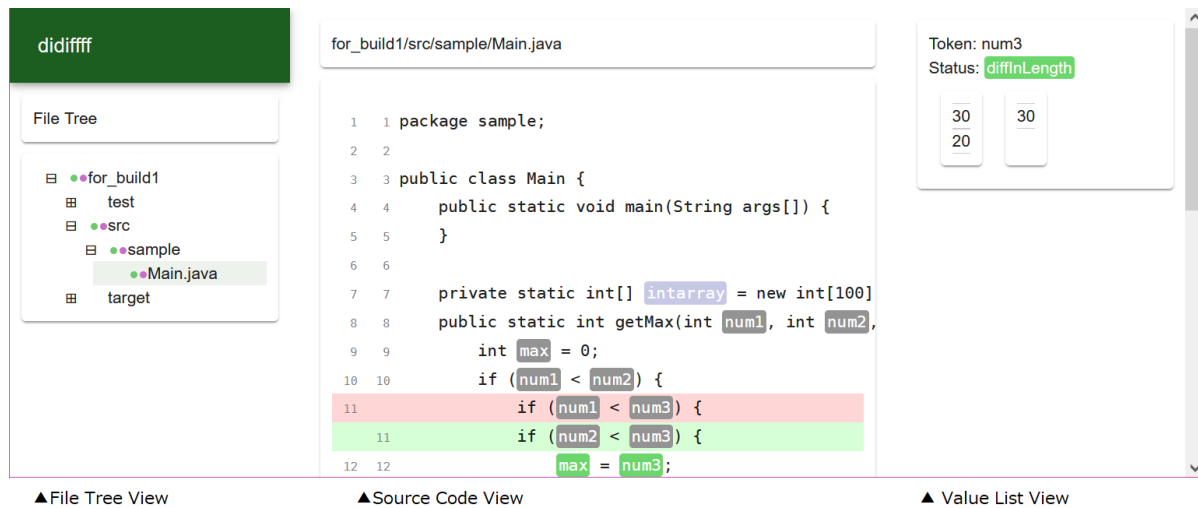 didiffff
File Tree
for_build1
test
src
sample
Main.java
target
for_build1/src/sample/Main.java
1 1 package sample;
2 2
3 3 public class Main {
4 4 public static void main(String args[]) {
5 5 }
6 6
7 7 private static int[] intarray = new int[100]
8 8 public static int getMax(int num1, int num2,
9 9 int max = 0;
10 10 if (num1 < num2) {
11 if (num1 < num3) {
11 if (num2 < num3) {
12 12 max = num3;
Token: num3
Status: diffInLength
30 30
20
▲File Tree View
▲Source Code View
▲ Value List View